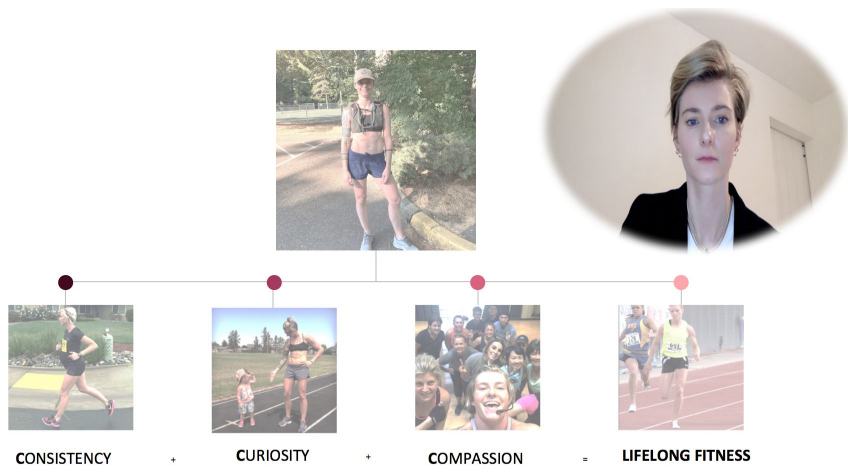 CONSISTENCY + CURIOSITY + COMPASSION = LIFELONG FITNESS